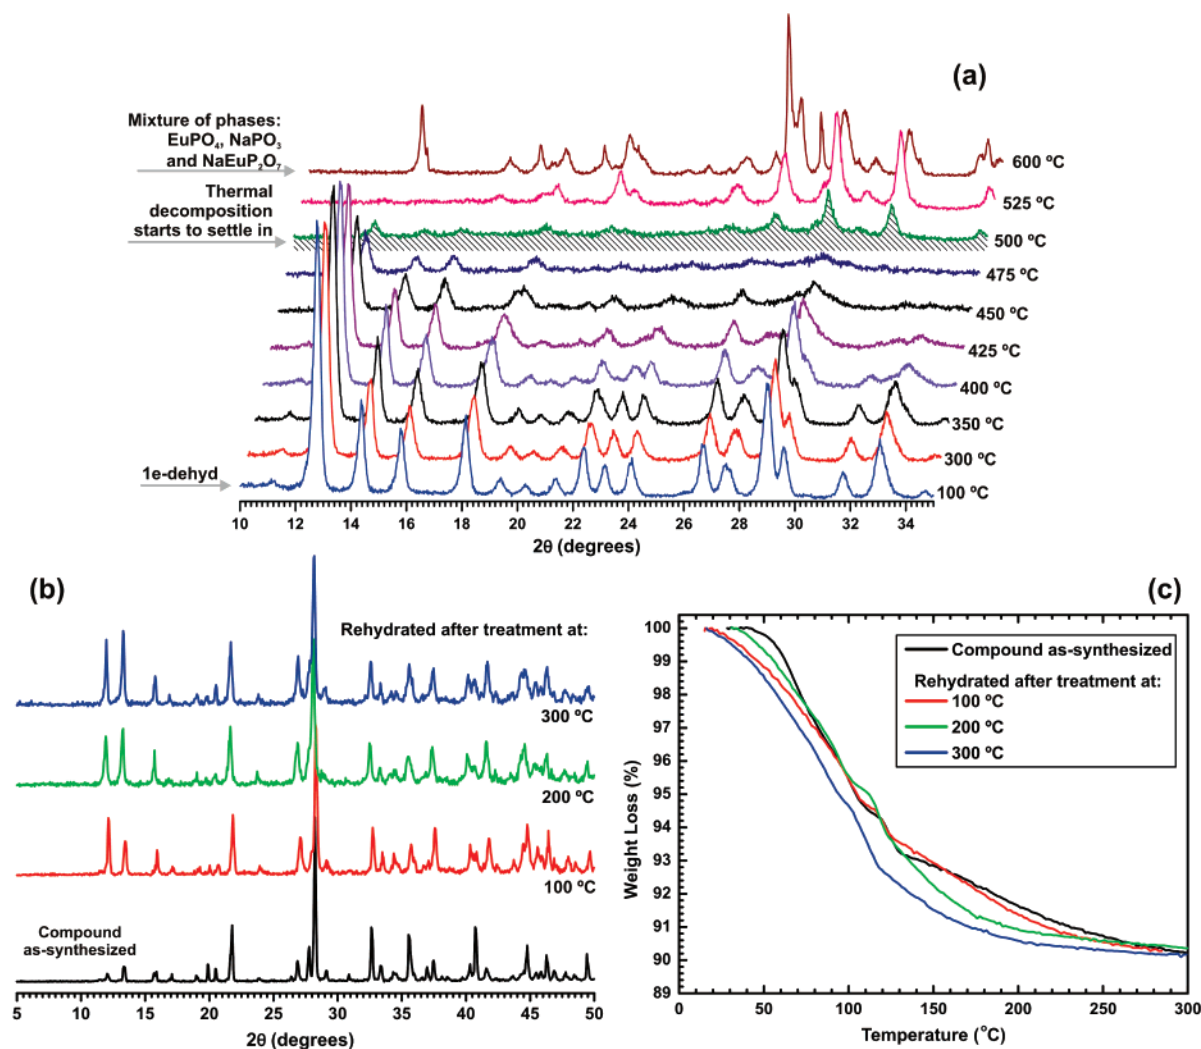 (a)
Mixture of phases:
EuPO₄, NaPO₃
and NaEuP₂O₇
600 ºC
Thermal
decomposition
starts to settle in
525 ºC
500 ºC
475 ºC
450 ºC
425 ºC
400 ºC
350 ºC
300 ºC
1e-dehyd
100 ºC
10 12 14 16 18 20 22 24 26 28 30 32 34
2θ (degrees)
(b)
Rehydrated after treatment at:
300 ºC
200 ºC
100 ºC
Compound
as-synthesized
5 10 15 20 25 30 35 40 45 50
2θ (degrees)
(c)
Compound as-synthesized
Rehydrated after treatment at:
100 ºC
200 ºC
300 ºC
Weight Loss (%)
100
99
98
97
96
95
94
93
92
91
90
89
0 50 100 150 200 250 300
Temperature (°C)